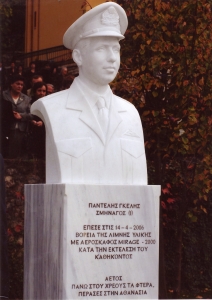 ΠΑΝΤΕΛΗΣ ΓΚΕΛΗΣ
ΣΜΗΝΑΓΟΣ (Ι)
ΕΠΕΣΕ ΣΤΙΣ 14-4-2006
ΒΟΡΕΙΑ ΤΗΣ ΛΙΜΝΗΣ ΥΛΙΚΗΣ
ΜΕ ΑΕΡΟΣΚΑΦΟΣ MIRAGE-2000
ΚΑΤΑ ΤΗΝ ΕΚΤΕΛΕΣΗ ΤΟΥ
ΚΑΘΗΚΟΝΤΟΣ
ΑΕΤΟΣ
ΠΑΝΩ ΣΤΟΥ ΧΡΕΟΥΣ ΤΑ ΦΤΕΡΑ,
ΠΕΡΑΣΕΣ ΣΤΗΝ ΑΘΑΝΑΣΙΑ